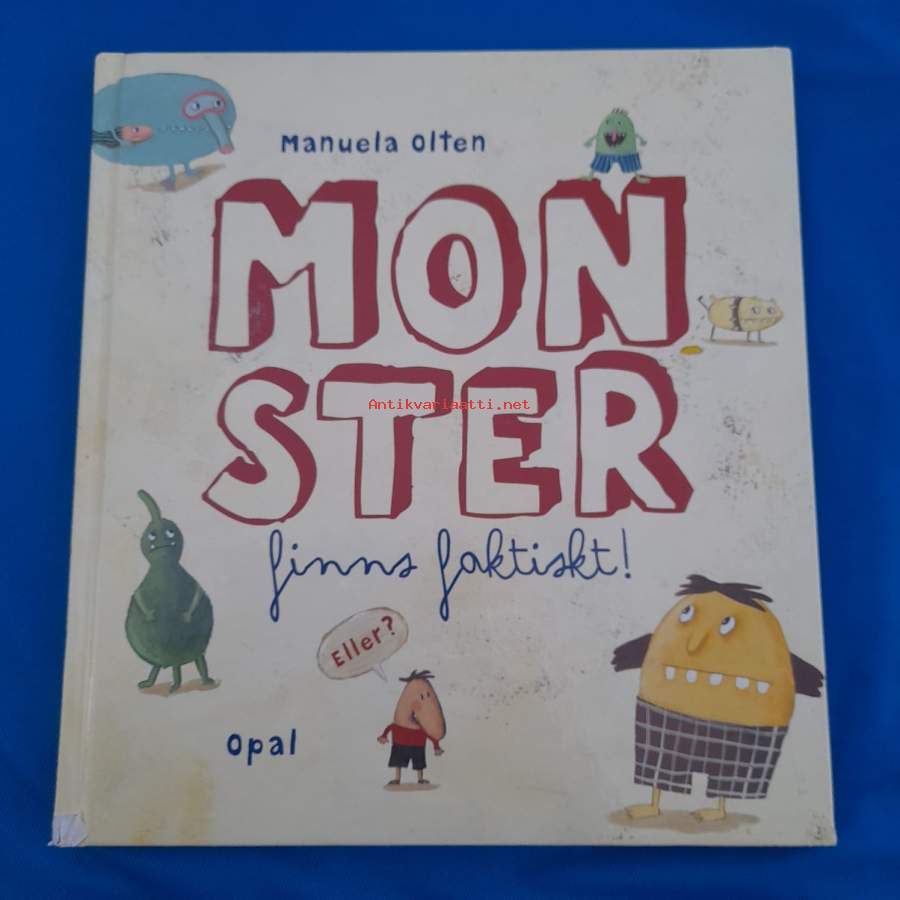 Manuela Olten
MON
STER
Antikvariaatti.net
finns faktiskt!
Eller?
Opal